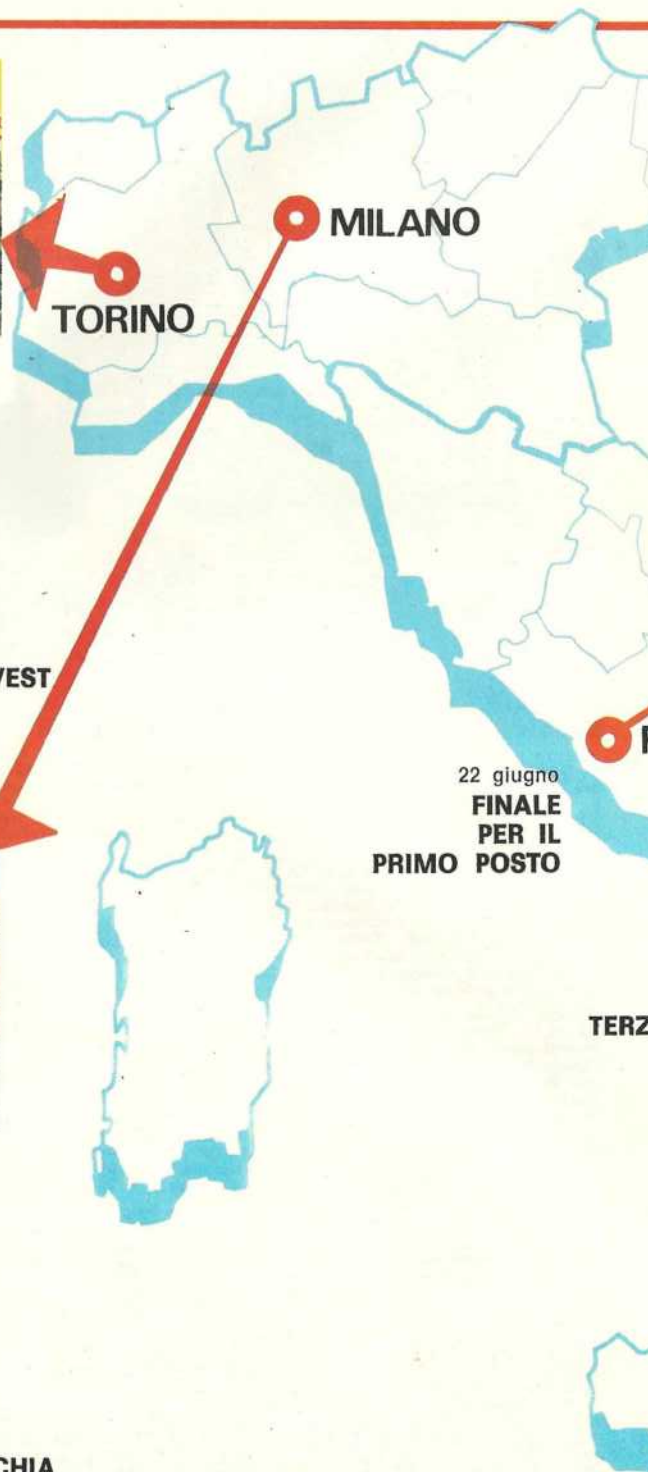 MILANO
TORINO
VEST
22 giugno
FINALE
PER IL
PRIMO POSTO
TERZ
CHIA